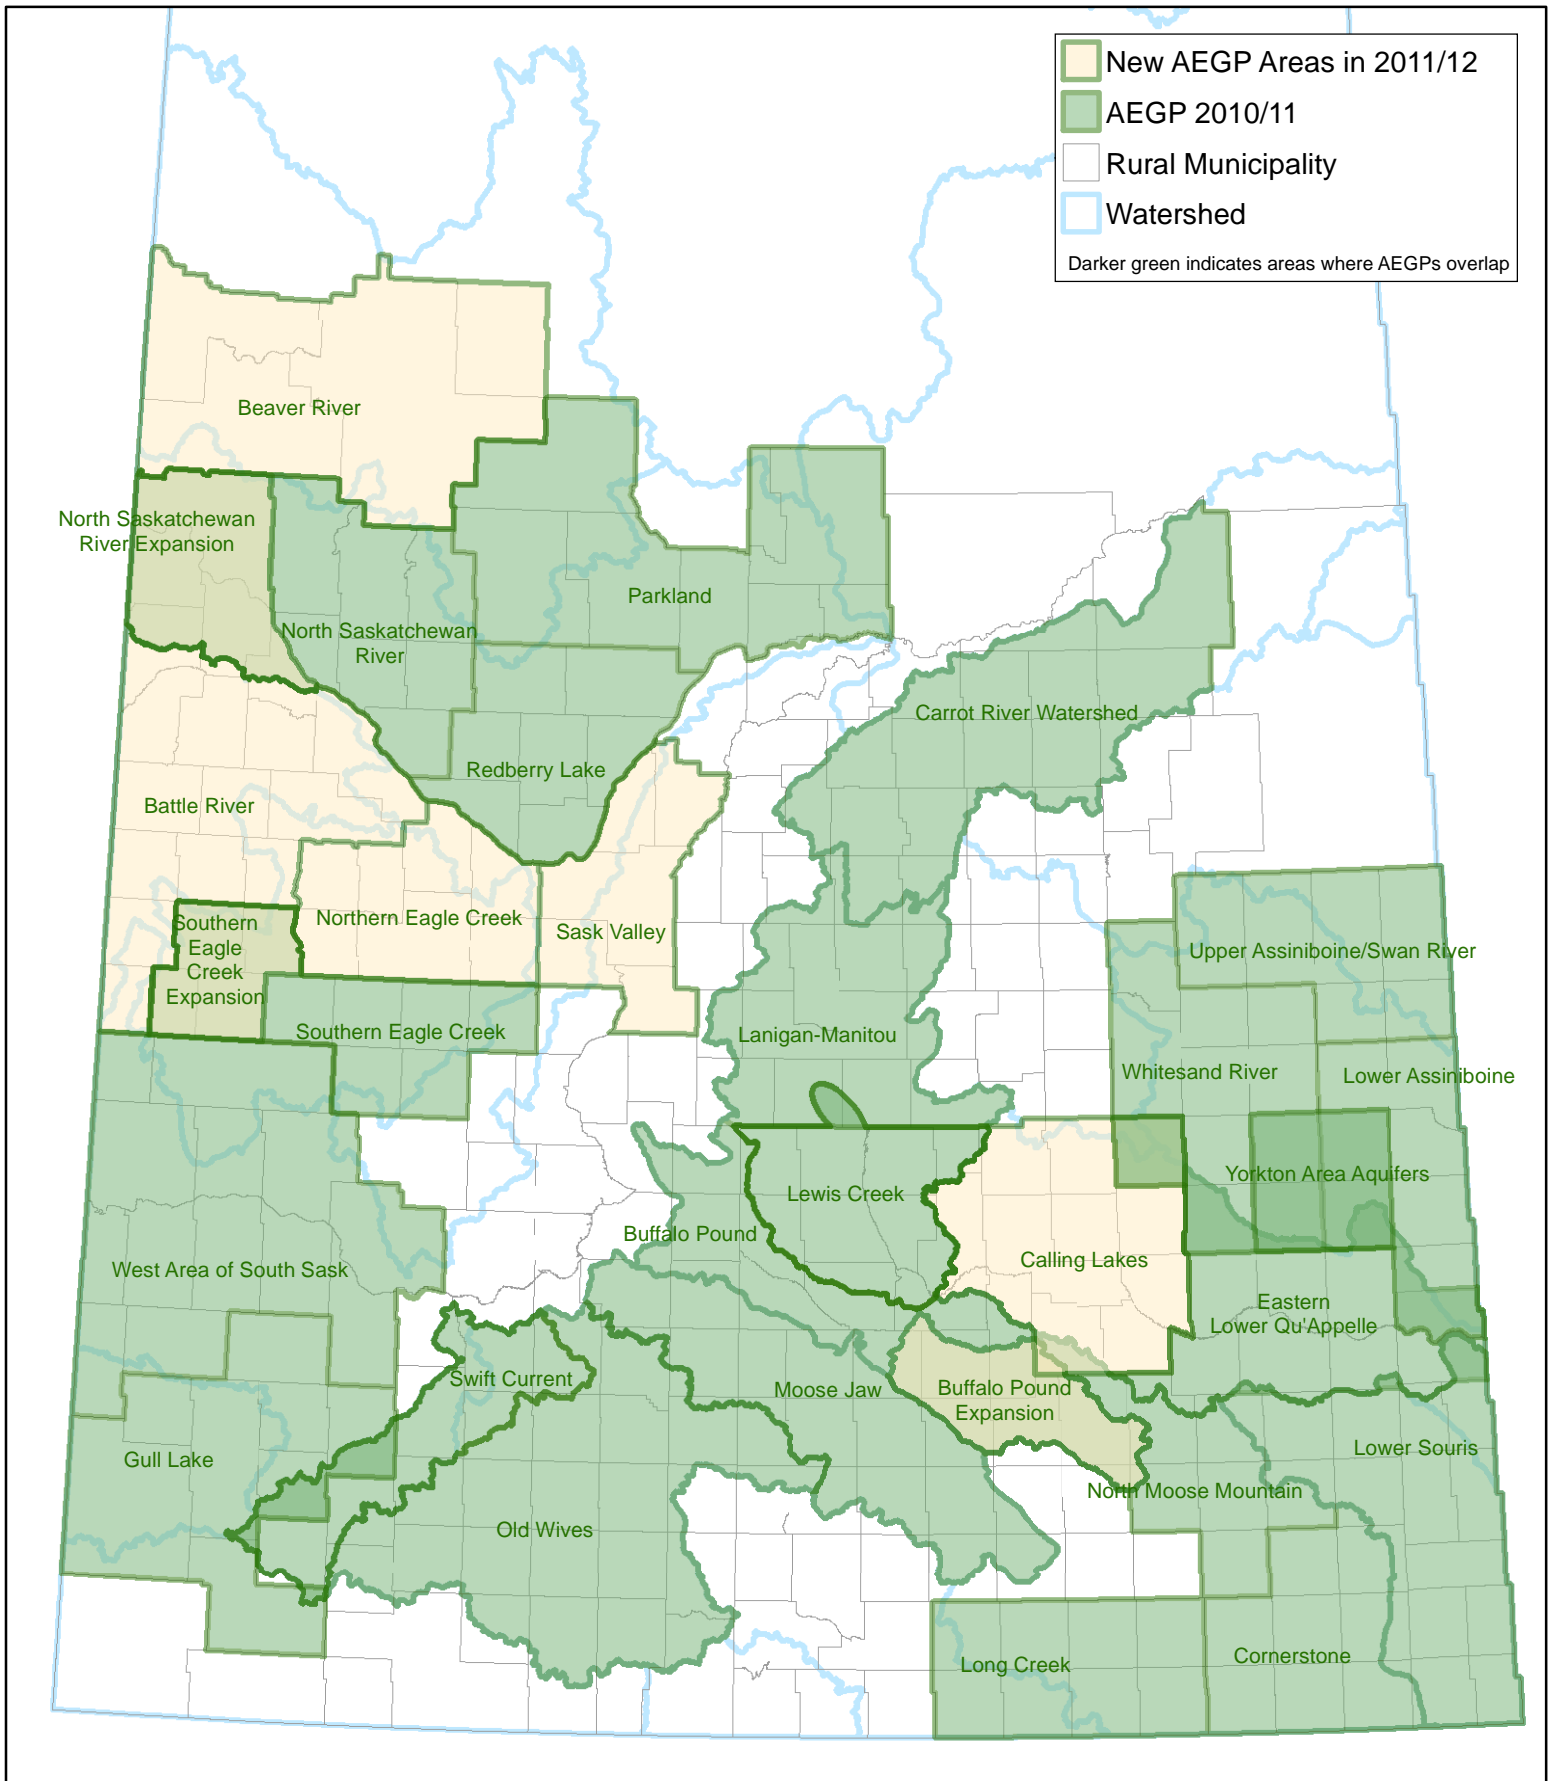 New AEGP Areas in 2011/12
AEGP 2010/11
Rural Municipality
Watershed
Darker green indicates areas where AEGPs overlap
Beaver River
North Saskatchewan
River Expansion
Parkland
North Saskatchewan
River
Carrot River Watershed
Redberry Lake
Battle River
Northern Eagle Creek
Sask Valley
Southern
Eagle
Creek
Expansion
Upper Assiniboine/Swan River
Southern Eagle Creek
Lanigan-Manitou
Whitesand River
Lower Assiniboine
Yorkton Area Aquifers
Lewis Creek
Buffalo Pound
Calling Lakes
West Area of South Sask
Eastern
Lower Qu'Appelle
Swift Current
Moose Jaw
Buffalo Pound
Expansion
Lower Souris
Gull Lake
North Moose Mountain
Old Wives
Long Creek
Cornerstone